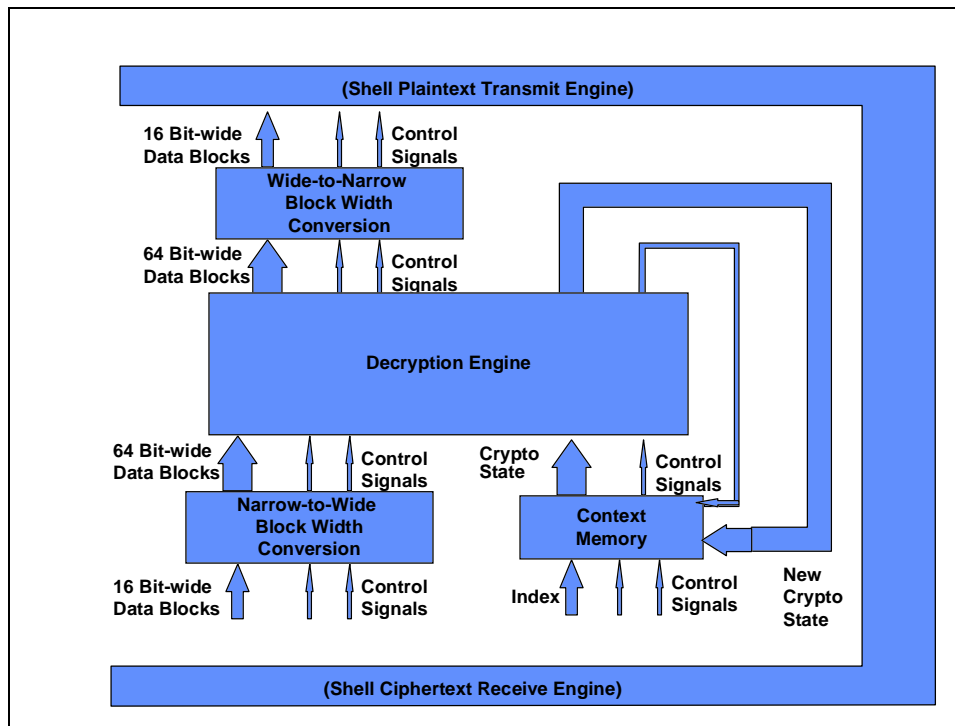 (Shell Plaintext Transmit Engine)
16 Bit-wide
Data Blocks
Control
Signals
Wide-to-Narrow
Block Width
Conversion
64 Bit-wide
Data Blocks
Control
Signals
Decryption Engine
64 Bit-wide
Data Blocks
Control
Signals
Crypto
State
Control
Signals
Narrow-to-Wide
Block Width
Conversion
Context
Memory
16 Bit-wide
Data Blocks
Control
Signals
Index
Control
Signals
New
Crypto
State
(Shell Ciphertext Receive Engine)